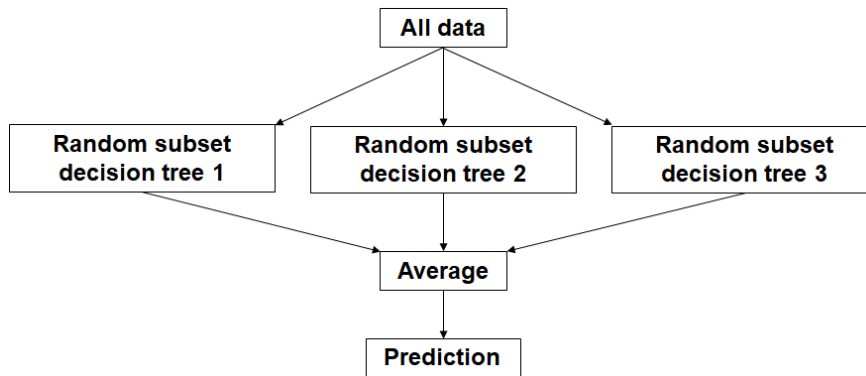 All data
Random subset
decision tree 1
Random subset
decision tree 2
Random subset
decision tree 3
Average
Prediction